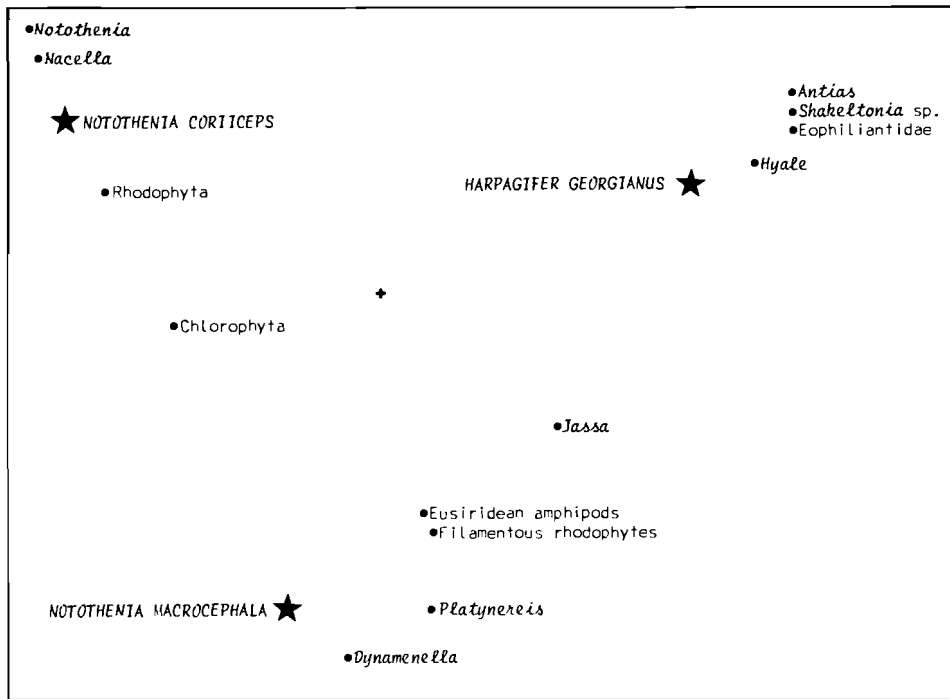 Notothenia
Nacella
Antias
NOTOTHENIA CORIICEPS
Shakeltonia sp.
Eophiliantidae
Hyale
HARPAGIFER GEORGIANUS
Rhodophyta
Chlorophyta
Jassa
Eusiridean amphipods
Filamentous rhodophytes
NOTOTHENIA MACROCEPHALA
Platynereis
Dynamenella